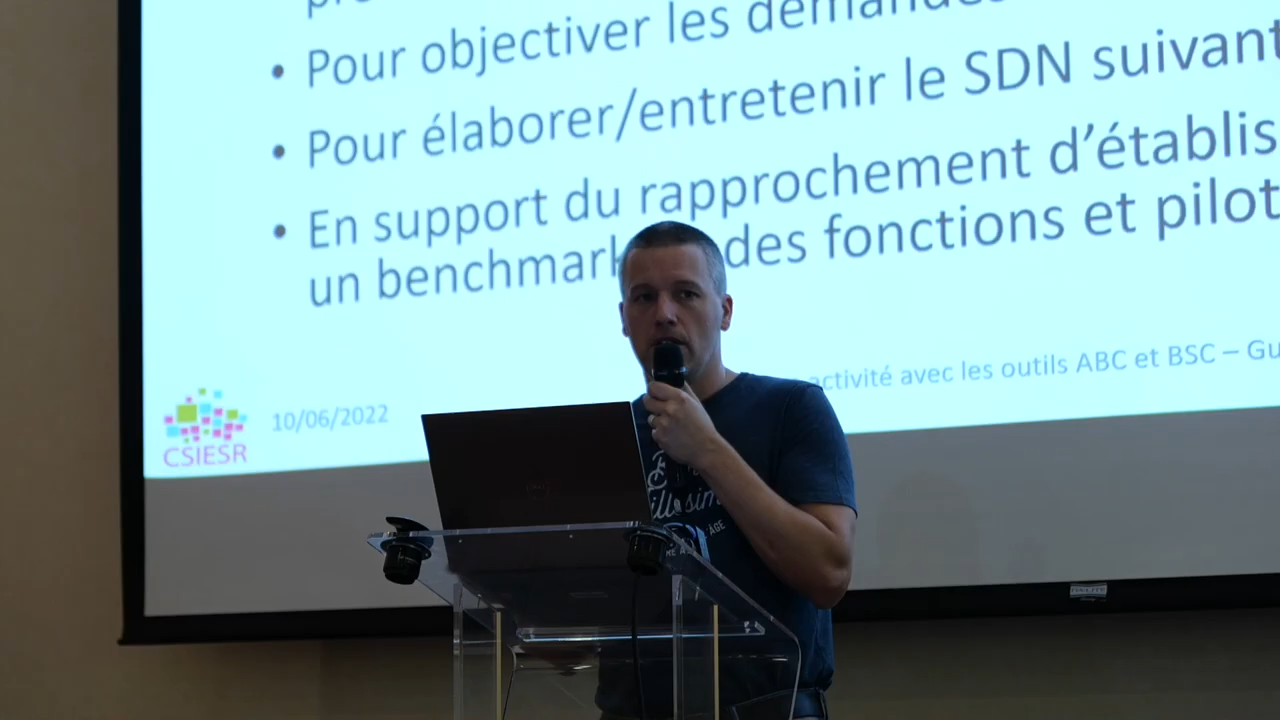 • Pour objectiver les demandes
• Pour élaborer/entretenir le SDN suivant
• En support du rapprochement d'établis
un benchmark des fonctions et pilot
activité avec les outils ABC et BSC – Gu
10/06/2022
CSIESR
DELL